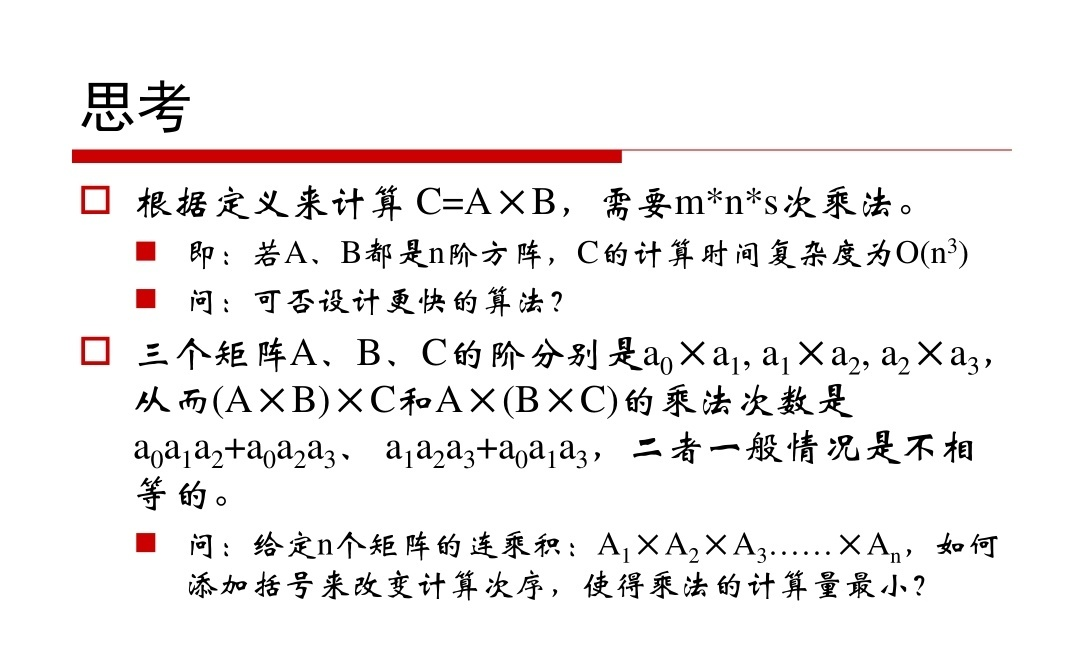 思考
根据定义来计算 C=A×B，需要m*n*s次乘法。
即：若A、B都是n阶方阵，C的计算时间复杂度为O(n³)
问：可否设计更快的算法？
三个矩阵A、B、C的阶分别是a₀×a₁, a₁×a₂, a₂×a₃，
从而(A×B)×C和A×(B×C)的乘法次数是
a₀a₁a₂+a₀a₂a₃、 a₁a₂a₃+a₀a₁a₃，二者一般情况是不相
等的。
问：给定n个矩阵的连乘积：A₁×A₂×A₃……×Aₙ，如何
添加括号来改变计算次序，使得乘法的计算量最小？